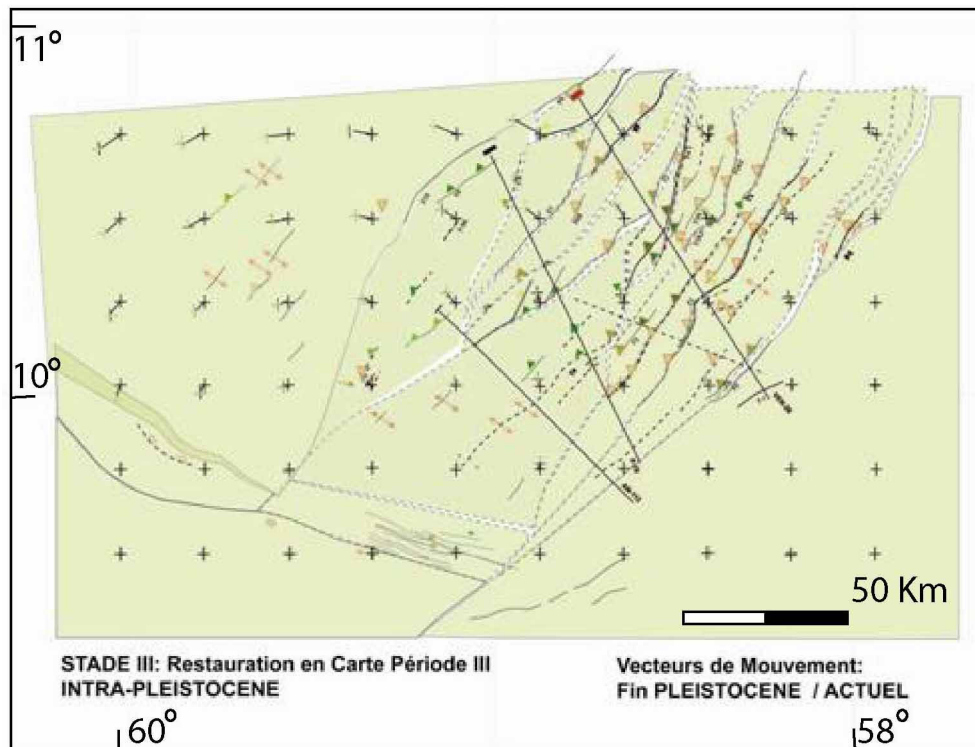 11°
10°
50 Km
STADE III: Restauration en Carte Période III
INTRA-PLEISTOCENE
Vecteurs de Mouvement:
Fin PLEISTOCENE / ACTUEL
60°
58°